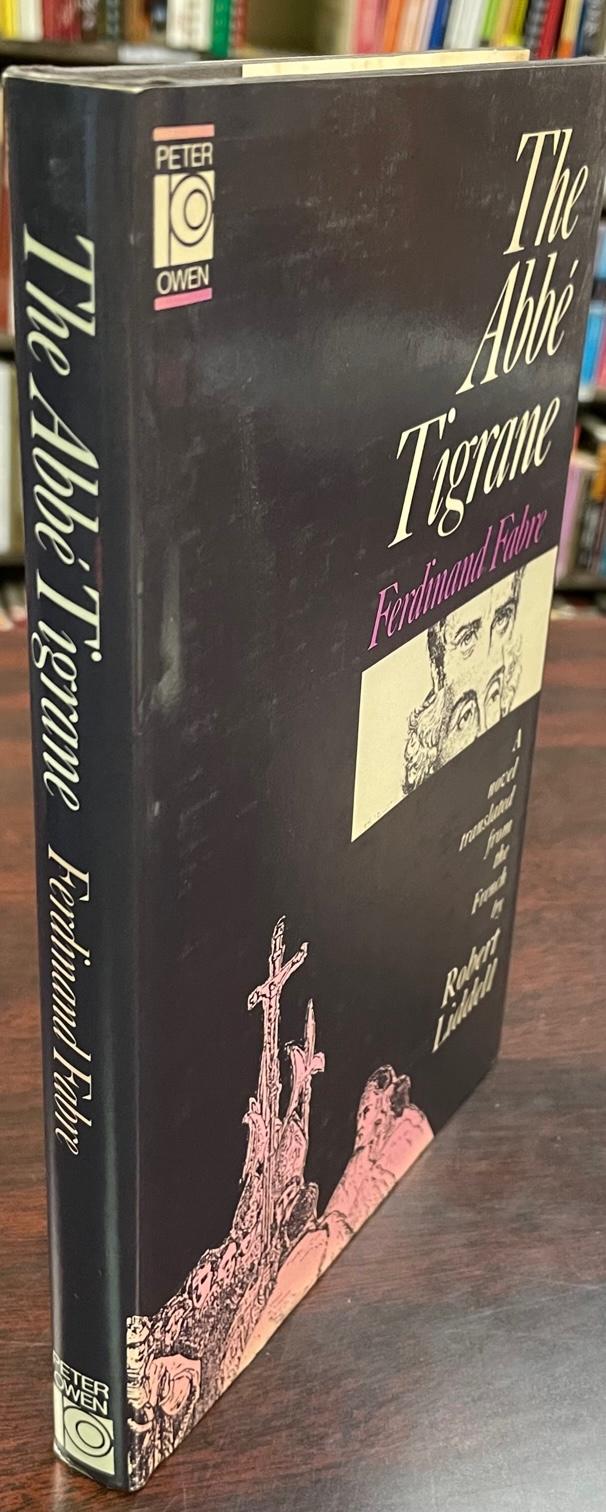 The Abbé Tigrane Ferdinand Fabre
PETER
OWEN
PETER
OWEN
The
Abbé
Tigrane
Ferdinand Fabre
A
novel
translated
from
the
French
by
Robert
Liddell